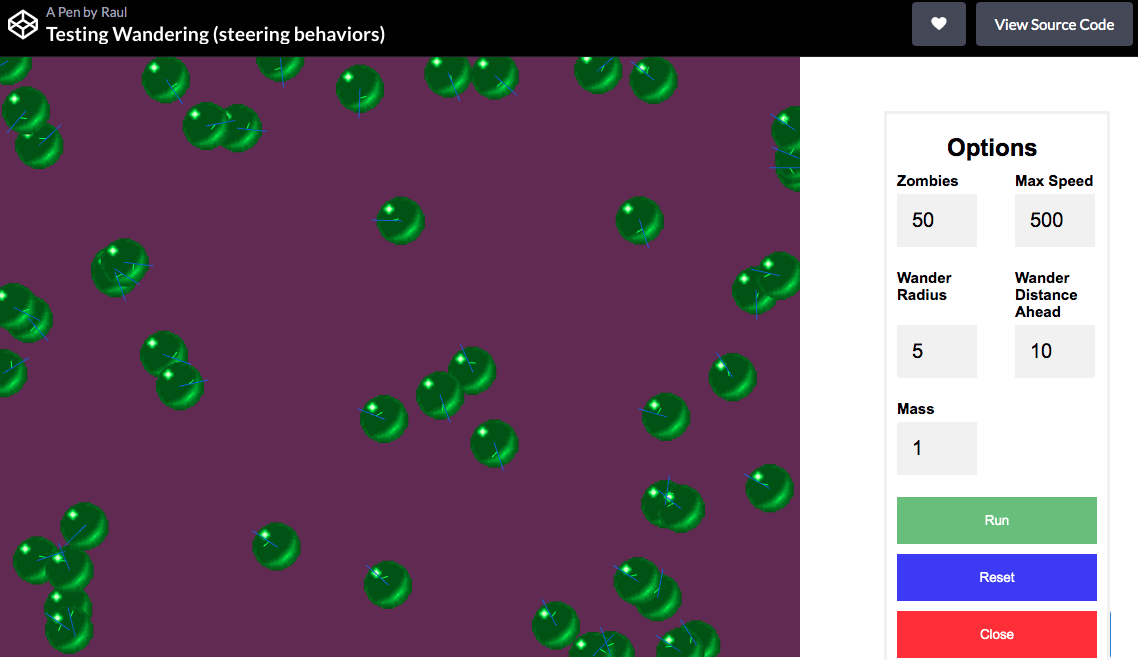 A Pen by Raul
Testing Wandering (steering behaviors)
View Source Code
Options
Zombies
Max Speed
50
500
Wander
Radius
Wander
Distance
Ahead
5
10
Mass
1
Run
Reset
Close